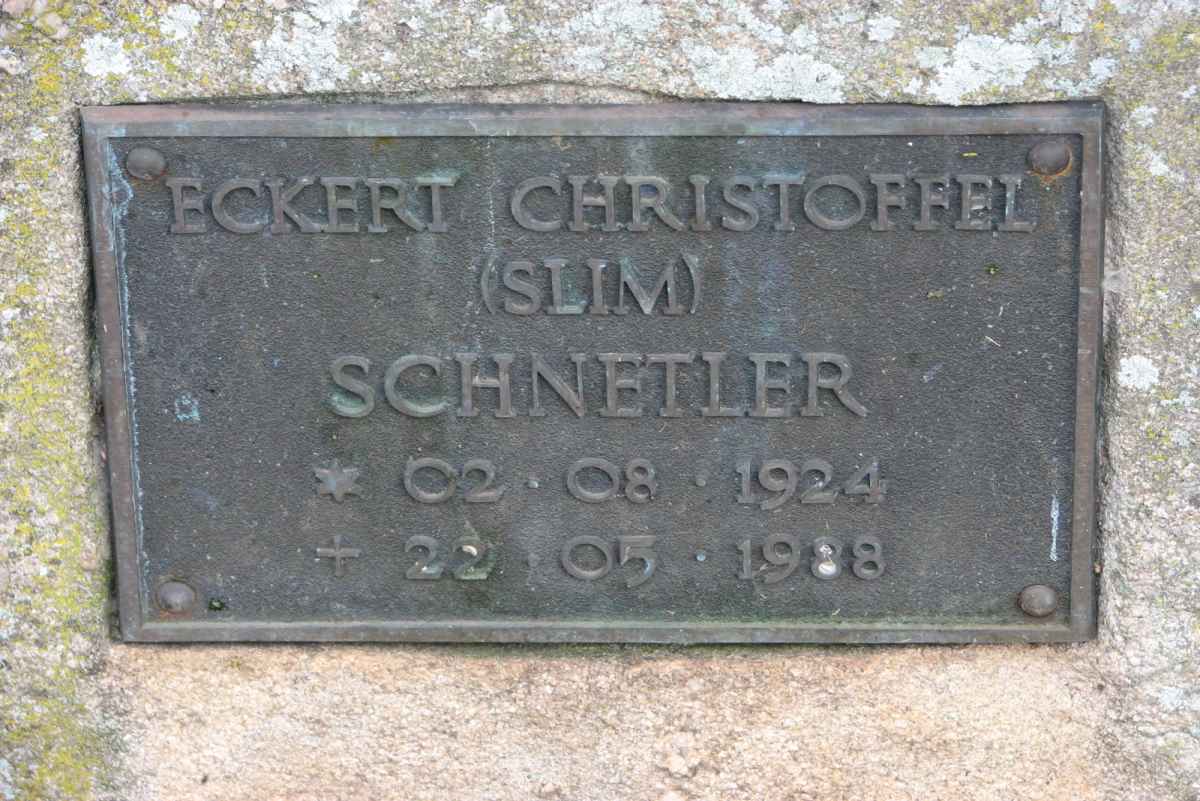 ECKERT CHRISTOFFEL
(SLIM)
SCHNETLER
* 02 · 08 · 1924
+ 22 · 05 · 1988